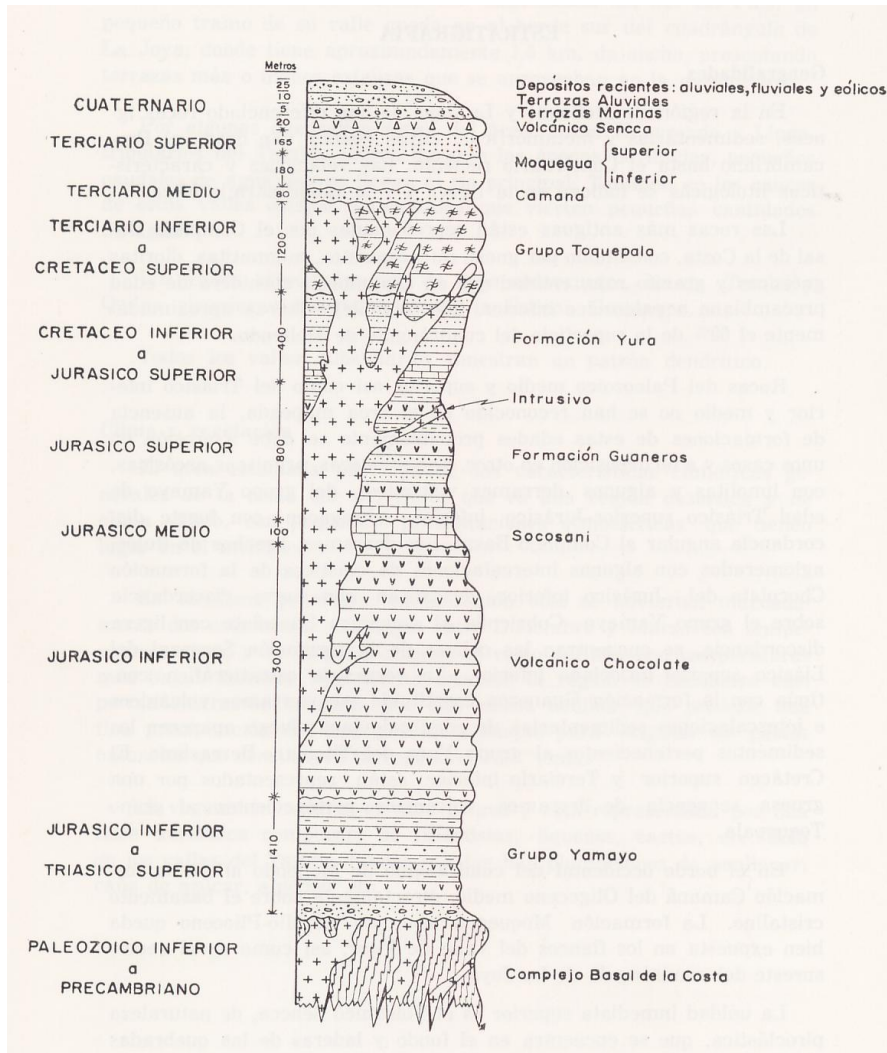 Metros
25
10
5
20
165
180
80
1200
400
800
100
3000
1410
CUATERNARIO
TERCIARIO SUPERIOR
TERCIARIO MEDIO
TERCIARIO INFERIOR
a
CRETACEO SUPERIOR
CRETACEO INFERIOR
a
JURASICO SUPERIOR
JURASICO SUPERIOR
JURASICO MEDIO
JURASICO INFERIOR
JURASICO INFERIOR
a
TRIASICO SUPERIOR
PALEOZOICO INFERIOR
a
PRECAMBRIANO
Depósitos recientes: aluviales, fluviales y eólicos
Terrazas Aluviales
Terrazas Marinas
Volcánico Sencca
Moquegua
superior
inferior
Camaná
Grupo Toquepala
Formación Yura
Intrusivo
Formación Guaneros
Socosani
Volcánico Chocolate
Grupo Yamayo
Complejo Basal de la Costa